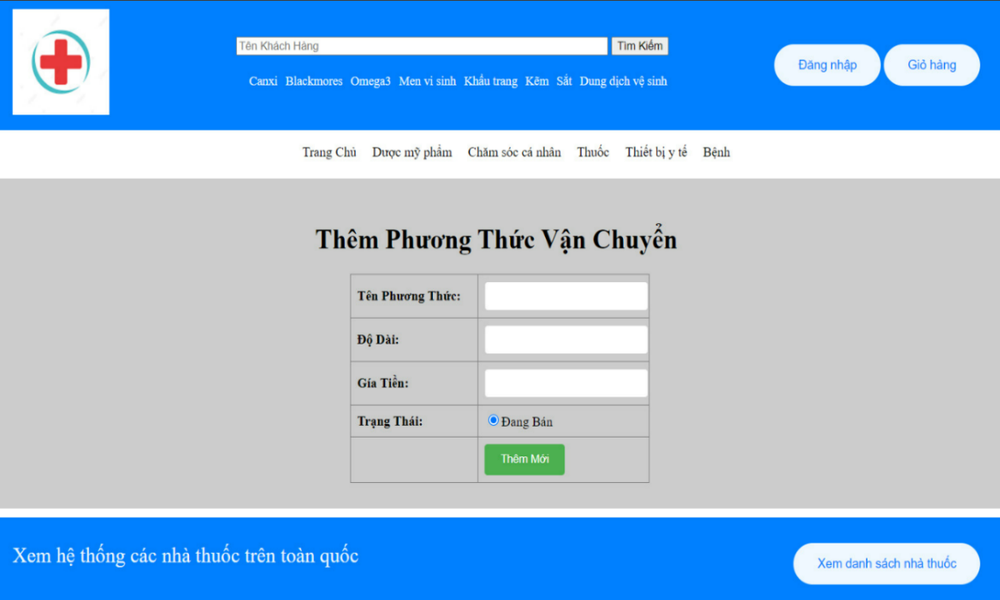 Tên Khách Hàng Tìm Kiếm
Đăng nhập Giỏ hàng
Canxi Blackmores Omega3 Men vi sinh Khẩu trang Kẽm Sắt Dung dịch vệ sinh
Trang Chủ Dược mỹ phẩm Chăm sóc cá nhân Thuốc Thiết bị y tế Bệnh
Thêm Phương Thức Vận Chuyển
Tên Phương Thức:
Độ Dài:
Gía Tiền:
Trạng Thái: Đang Bán
Thêm Mới
Xem hệ thống các nhà thuốc trên toàn quốc
Xem danh sách nhà thuốc